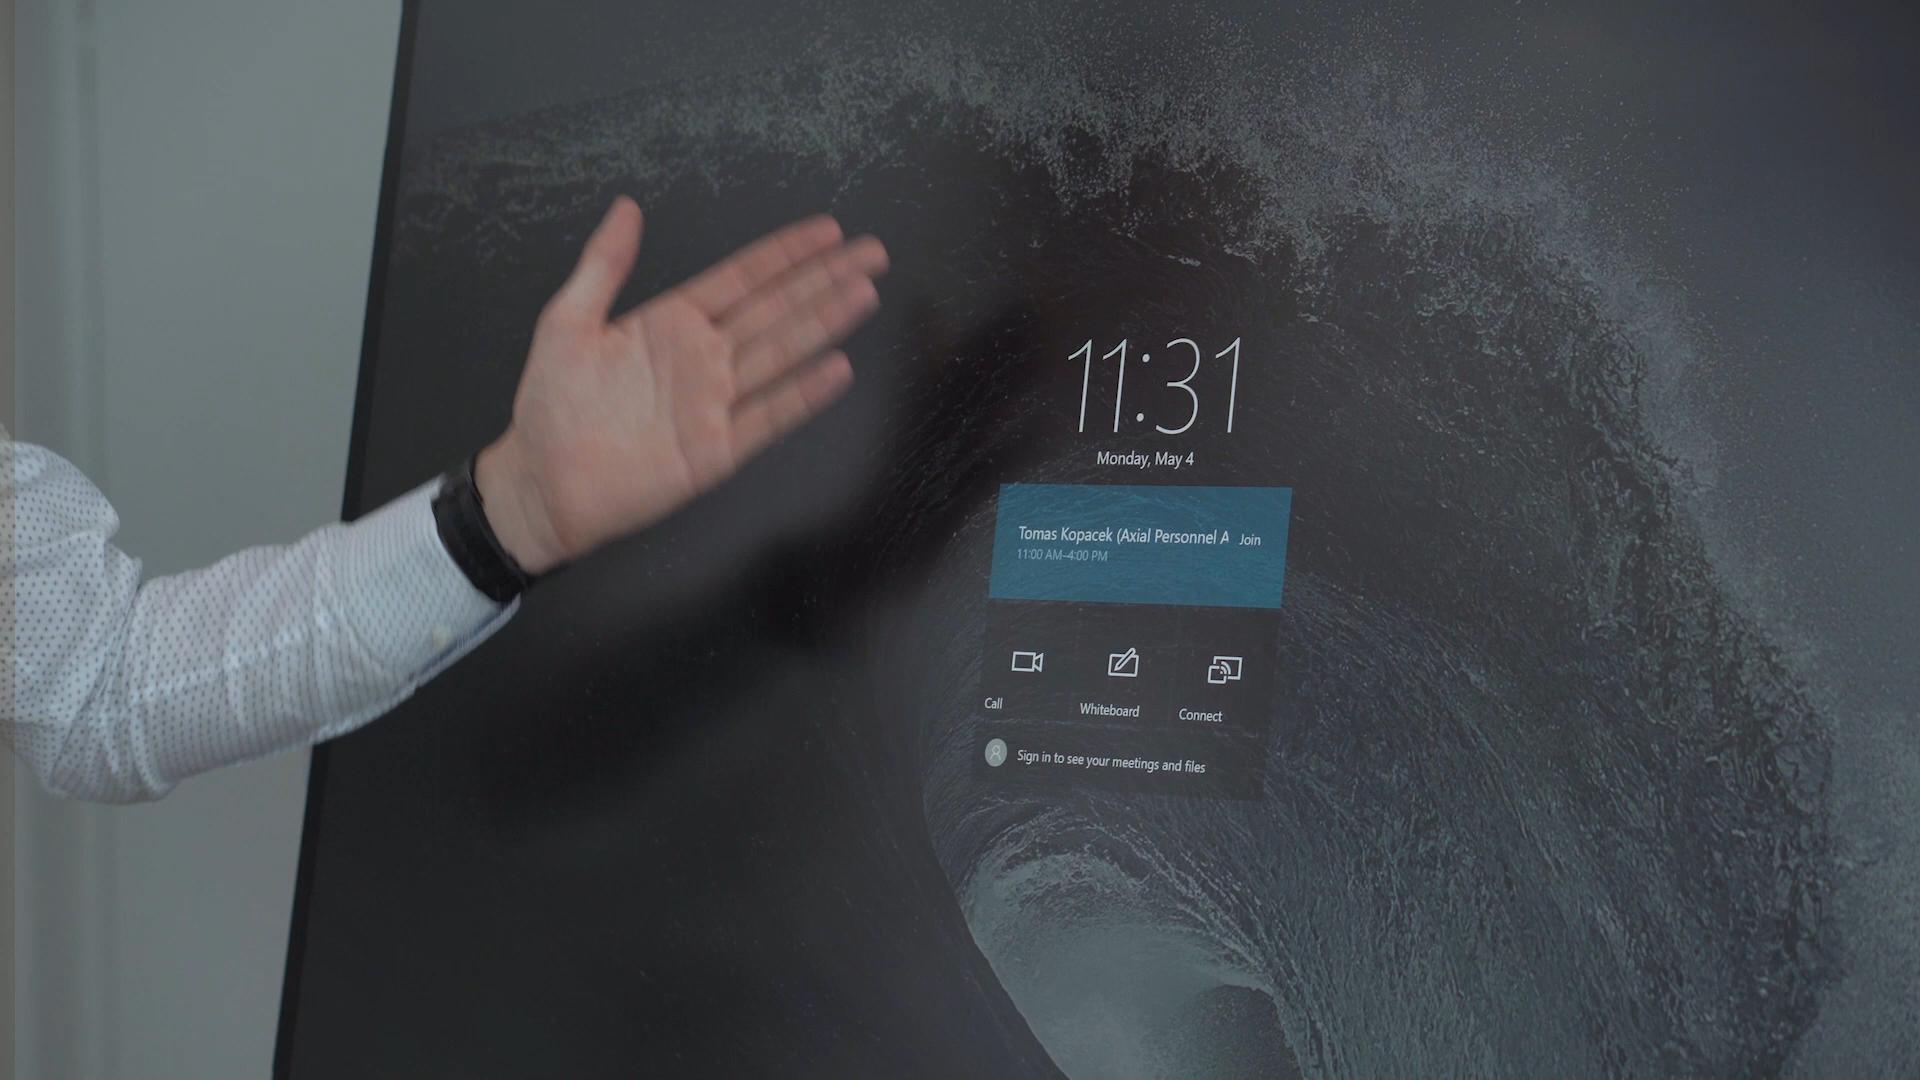 11:31
Monday, May 4
Tomas Kopacek (Axial Personnel A Join
11:00 AM–4:00 PM
Call Whiteboard Connect
Sign in to see your meetings and files